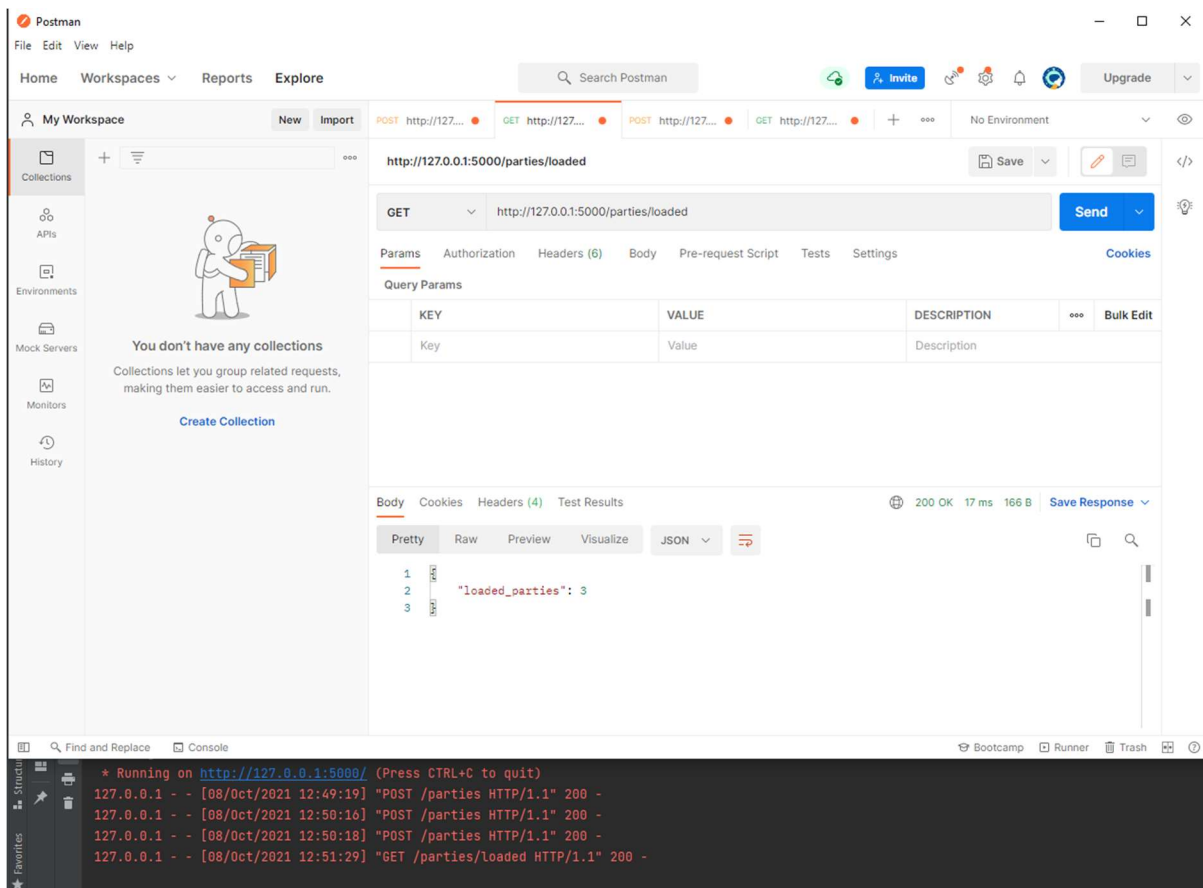 Postman
File Edit View Help
Home Workspaces Reports Explore
Search Postman
Invite
Upgrade
My Workspace
New Import
POST http://127.... GET http://127.... POST http://127.... GET http://127.... + ooo No Environment
Collections
ooo
http://127.0.0.1:5000/parties/loaded
Save
</>
GET http://127.0.0.1:5000/parties/loaded
Send
APIs
Params Authorization Headers (6) Body Pre-request Script Tests Settings Cookies
Environments
Query Params
KEY VALUE DESCRIPTION ooo Bulk Edit
Key Value Description
Mock Servers
You don't have any collections
Collections let you group related requests,
making them easier to access and run.
Create Collection
Monitors
History
Body Cookies Headers (4) Test Results 200 OK 17 ms 166 B Save Response
Pretty Raw Preview Visualize JSON
1 {
2 "loaded_parties": 3
3 }
Find and Replace Console Bootcamp Runner Trash
Structur
* Running on http://127.0.0.1:5000/ (Press CTRL+C to quit)
127.0.0.1 - - [08/Oct/2021 12:49:19] "POST /parties HTTP/1.1" 200 -
127.0.0.1 - - [08/Oct/2021 12:50:16] "POST /parties HTTP/1.1" 200 -
127.0.0.1 - - [08/Oct/2021 12:50:18] "POST /parties HTTP/1.1" 200 -
127.0.0.1 - - [08/Oct/2021 12:51:29] "GET /parties/loaded HTTP/1.1" 200 -
Favorites